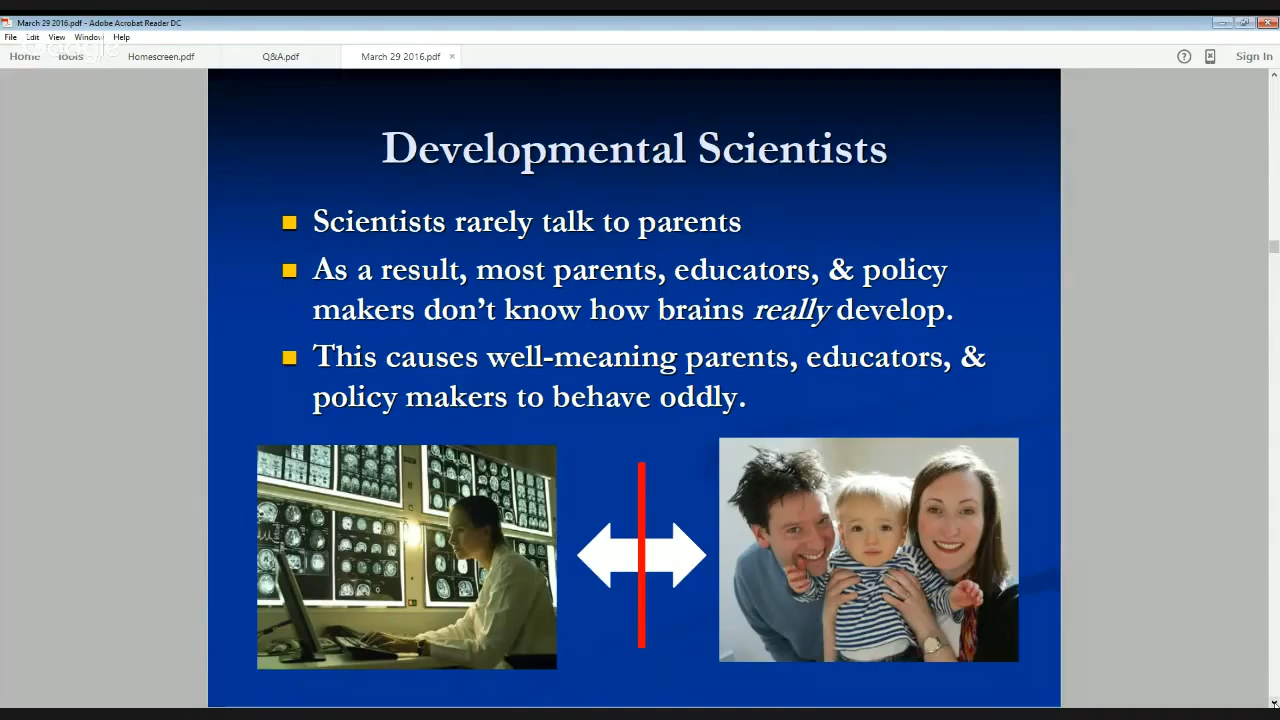 March 29 2016.pdf - Adobe Acrobat Reader DC
File Edit View Window Help
Google
Home Tools Homescreen.pdf Q&A.pdf March 29 2016.pdf × Sign In
Developmental Scientists
Scientists rarely talk to parents
As a result, most parents, educators, & policy
makers don't know how brains really develop.
This causes well-meaning parents, educators, &
policy makers to behave oddly.